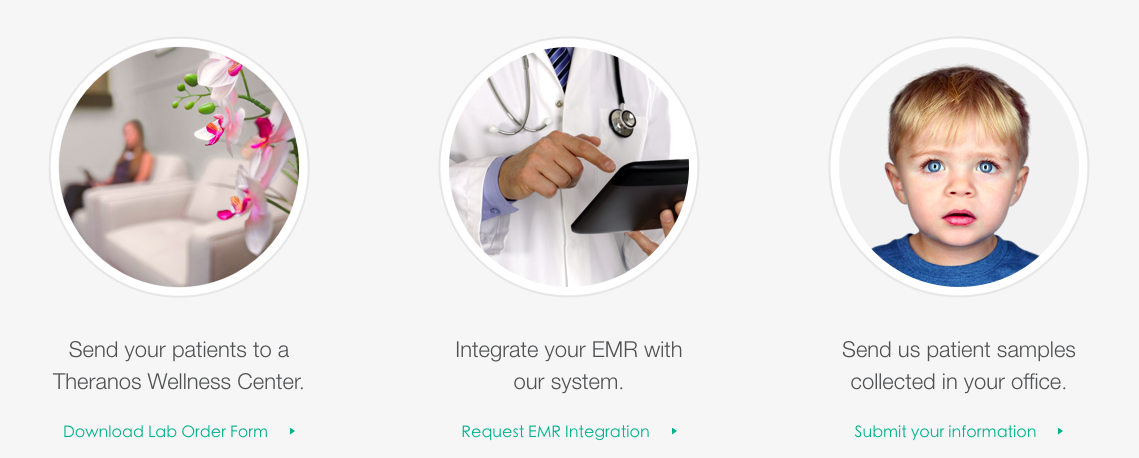 Send your patients to a
Theranos Wellness Center.
Download Lab Order Form
Integrate your EMR with
our system.
Request EMR Integration
Send us patient samples
collected in your office.
Submit your information